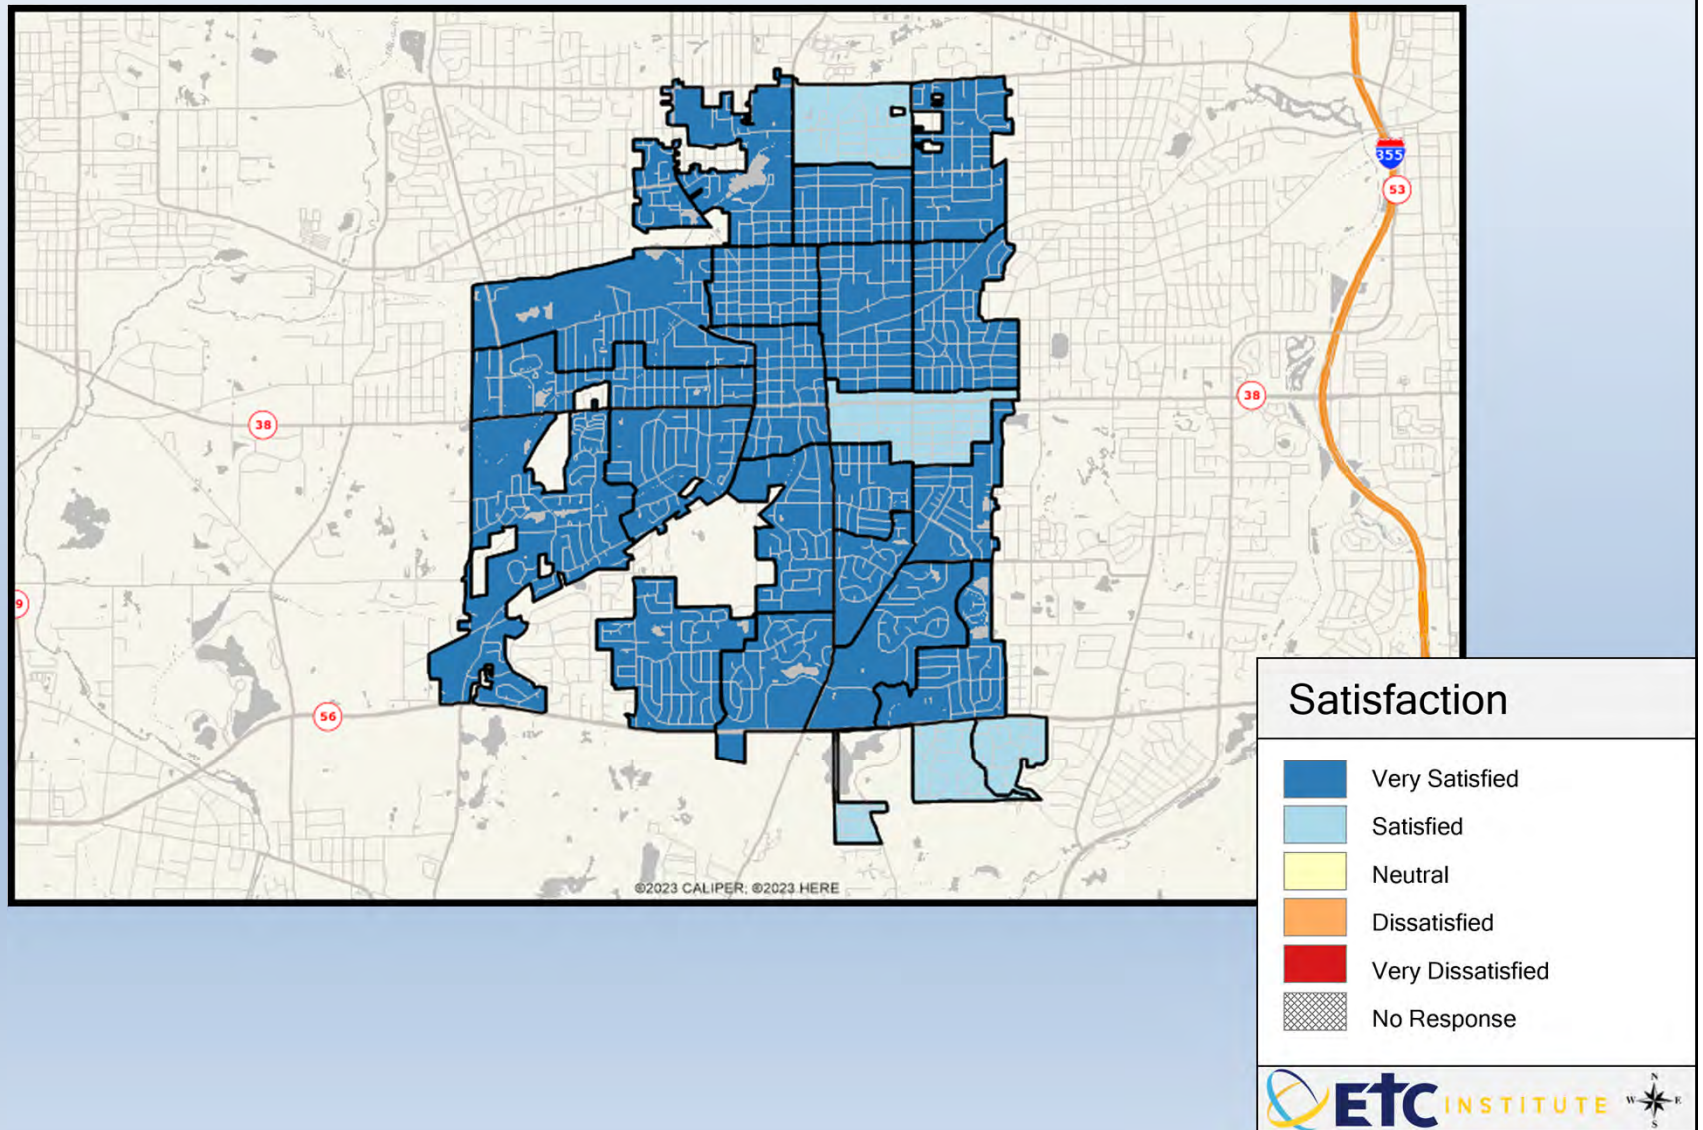 355
53
38
38
9
56
©2023 CALIPER; ©2023 HERE
Satisfaction
Very Satisfied
Satisfied
Neutral
Dissatisfied
Very Dissatisfied
No Response
ETC INSTITUTE
N
W E
S